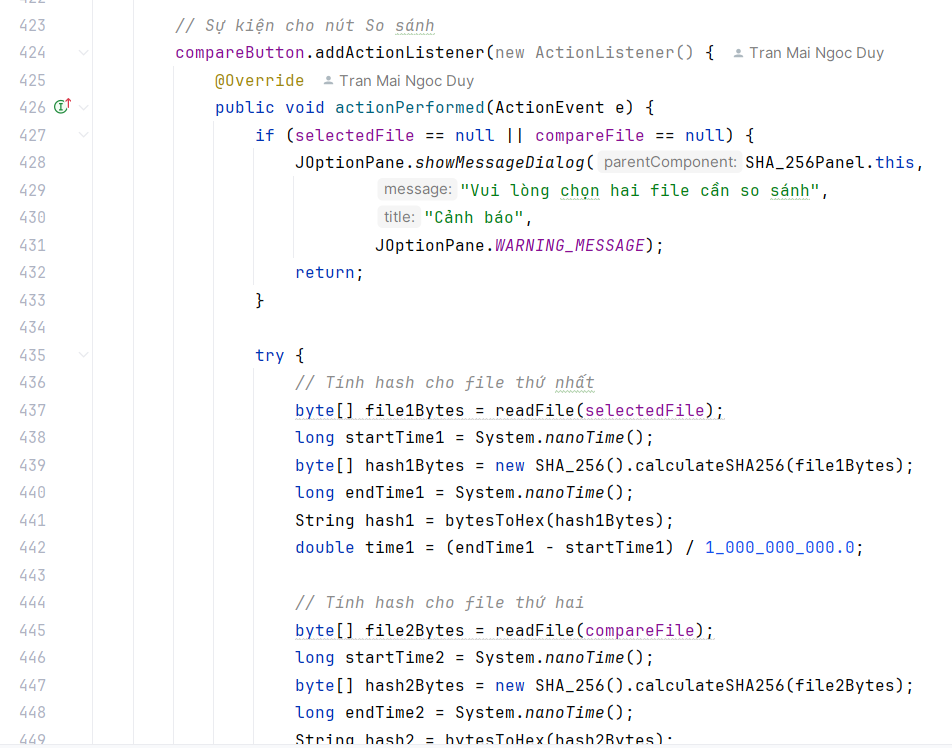 423 // Sự kiện cho nút So sánh
424 compareButton.addActionListener(new ActionListener() { Tran Mai Ngoc Duy
425 @Override Tran Mai Ngoc Duy
426 public void actionPerformed(ActionEvent e) {
427 if (selectedFile == null || compareFile == null) {
428 JOptionPane.showMessageDialog( parentComponent: SHA_256Panel.this,
429 message: "Vui lòng chọn hai file cần so sánh",
430 title: "Cảnh báo",
431 JOptionPane.WARNING_MESSAGE);
432 return;
433 }
434
435 try {
436 // Tính hash cho file thứ nhất
437 byte[] file1Bytes = readFile(selectedFile);
438 long startTime1 = System.nanoTime();
439 byte[] hash1Bytes = new SHA_256().calculateSHA256(file1Bytes);
440 long endTime1 = System.nanoTime();
441 String hash1 = bytesToHex(hash1Bytes);
442 double time1 = (endTime1 - startTime1) / 1_000_000_000.0;
443
444 // Tính hash cho file thứ hai
445 byte[] file2Bytes = readFile(compareFile);
446 long startTime2 = System.nanoTime();
447 byte[] hash2Bytes = new SHA_256().calculateSHA256(file2Bytes);
448 long endTime2 = System.nanoTime();
449 String hash2 = bytesToHex(hash2Bytes);